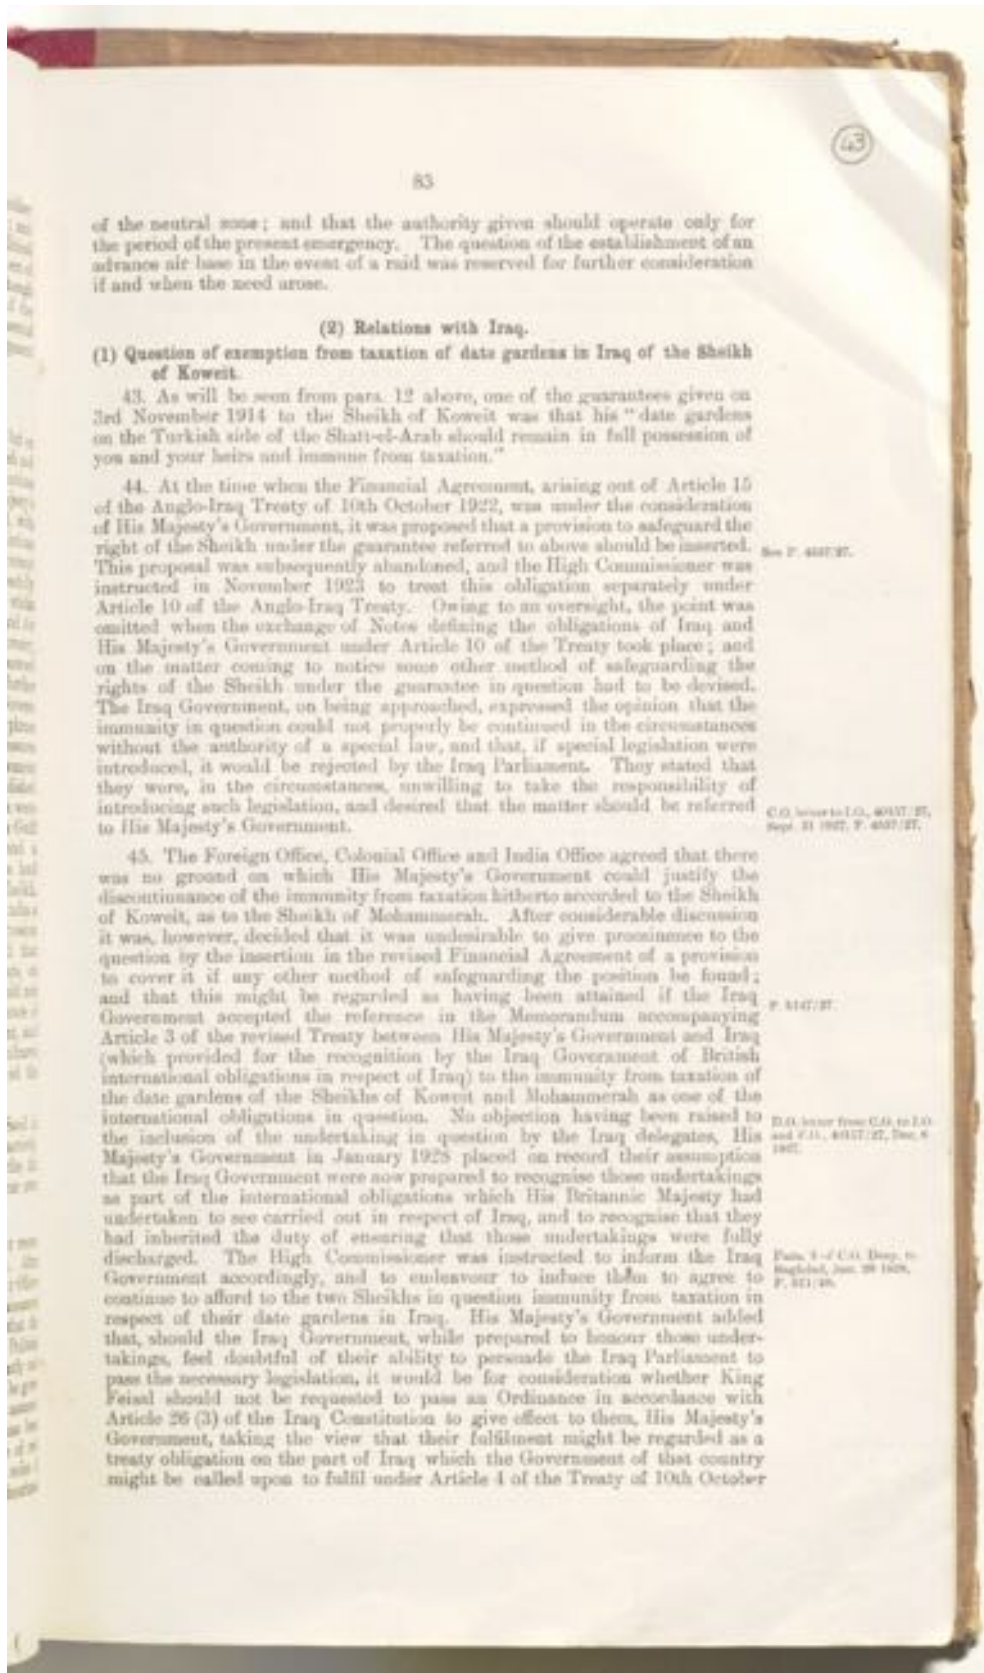 43
83
of the neutral zone; and that the authority given should operate only for
the period of the present emergency. The question of the establishment of an
advance air base in the event of a raid was reserved for further consideration
if and when the need arose.
(2) Relations with Iraq.
(1) Question of exemption from taxation of date gardens in Iraq of the Sheikh
of Koweit.
43. As will be seen from para. 12 above, one of the guarantees given on
3rd November 1914 to the Sheikh of Koweit was that his "date gardens
on the Turkish side of the Shatt-el-Arab should remain in full possession of
you and your heirs and immune from taxation."
44. At the time when the Financial Agreement, arising out of Article 15
of the Anglo-Iraq Treaty of 10th October 1922, was under the consideration
of His Majesty's Government, it was proposed that a provision to safeguard the
right of the Sheikh under the guarantee referred to above should be inserted.
See P. 4557/27.
This proposal was subsequently abandoned, and the High Commissioner was
instructed in November 1923 to treat this obligation separately under
Article 10 of the Anglo-Iraq Treaty. Owing to an oversight, the point was
omitted when the exchange of Notes defining the obligations of Iraq and
His Majesty's Government under Article 10 of the Treaty took place; and
on the matter coming to notice some other method of safeguarding the
rights of the Sheikh under the guarantee in question had to be devised.
The Iraq Government, on being approached, expressed the opinion that the
immunity in question could not properly be continued in the circumstances
without the authority of a special law, and that, if special legislation were
introduced, it would be rejected by the Iraq Parliament. They stated that
they were, in the circumstances, unwilling to take the responsibility of
introducing such legislation, and desired that the matter should be referred
to His Majesty's Government.
C.O. letter to I.O.,
Sept. 21 1927, P. 4557/27.
45. The Foreign Office, Colonial Office and India Office agreed that there
was no ground on which His Majesty's Government could justify the
discontinuance of the immunity from taxation hitherto accorded to the Sheikh
of Koweit, as to the Sheikh of Mohammerah. After considerable discussion
it was, however, decided that it was undesirable to give prominence to the
question by the insertion in the revised Financial Agreement of a provision
to cover it if any other method of safeguarding the position be found;
and that this might be regarded as having been attained if the Iraq
P. 5147/27.
Government accepted the reference in the Memorandum accompanying
Article 3 of the revised Treaty between His Majesty's Government and Iraq
(which provided for the recognition by the Iraq Government of British
international obligations in respect of Iraq) to the immunity from taxation of
the date gardens of the Sheikhs of Koweit and Mohammerah as one of the
international obligations in question. No objection having been raised to
the inclusion of the undertaking in question by the Iraq delegates, His
D.O. letter from C.O. to I.O.
and F.O., Dec. 6
1927.
Majesty's Government in January 1928 placed on record their assumption
that the Iraq Government were now prepared to recognise those undertakings
as part of the international obligations which His Britannic Majesty had
undertaken to see carried out in respect of Iraq, and to recognise that they
had inherited the duty of ensuring that those undertakings were fully
discharged. The High Commissioner was instructed to inform the Iraq
Para. of C.O. Desp. to
Baghdad, Jan.
Government accordingly, and to endeavour to induce them to agree to
continue to afford to the two Sheikhs in question immunity from taxation in
respect of their date gardens in Iraq. His Majesty's Government added
that, should the Iraq Government, while prepared to honour those under-
takings, feel doubtful of their ability to persuade the Iraq Parliament to
pass the necessary legislation, it would be for consideration whether King
Feisal should not be requested to pass an Ordinance in accordance with
Article 26 (3) of the Iraq Constitution to give effect to them, His Majesty's
Government, taking the view that their fulfilment might be regarded as a
treaty obligation on the part of Iraq which the Government of that country
might be called upon to fulfil under Article 4 of the Treaty of 10th October